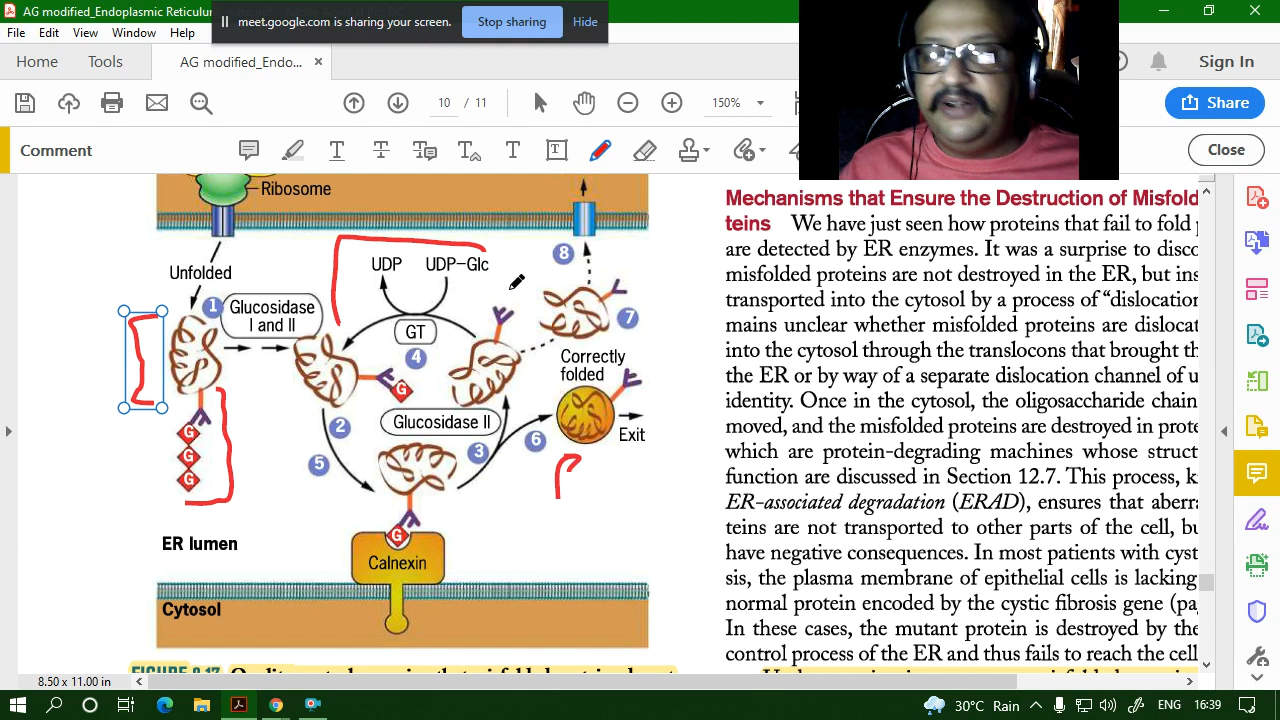 AG modified_Endoplasmic Reticulu
meet.google.com is sharing your screen.
Stop sharing
Hide
File Edit View Window Help
Home Tools AG modified_Endo... Sign In
10 / 11
150%
Share
Comment
Close
Ribosome
Unfolded
UDP UDP–Glc
8
1
Glucosidase
I and II
7
GT
4
Correctly
folded
G
2
Glucosidase II
3
6
Exit
G
G
G
5
ER lumen
G
Calnexin
Cytosol
Mechanisms that Ensure the Destruction of Misfold
teins We have just seen how proteins that fail to fold
are detected by ER enzymes. It was a surprise to disco
misfolded proteins are not destroyed in the ER, but ins
transported into the cytosol by a process of “dislocation
mains unclear whether misfolded proteins are dislocat
into the cytosol through the translocons that brought th
the ER or by way of a separate dislocation channel of u
identity. Once in the cytosol, the oligosaccharide chain
moved, and the misfolded proteins are destroyed in prote
which are protein-degrading machines whose struct
function are discussed in Section 12.7. This process, k
ER-associated degradation (ERAD), ensures that aberra
teins are not transported to other parts of the cell, bu
have negative consequences. In most patients with cyst
sis, the plasma membrane of epithelial cells is lacking
normal protein encoded by the cystic fibrosis gene (pa
In these cases, the mutant protein is destroyed by the
control process of the ER and thus fails to reach the cell
8.50 x 11.00 in
30°C Rain
ENG 16:39